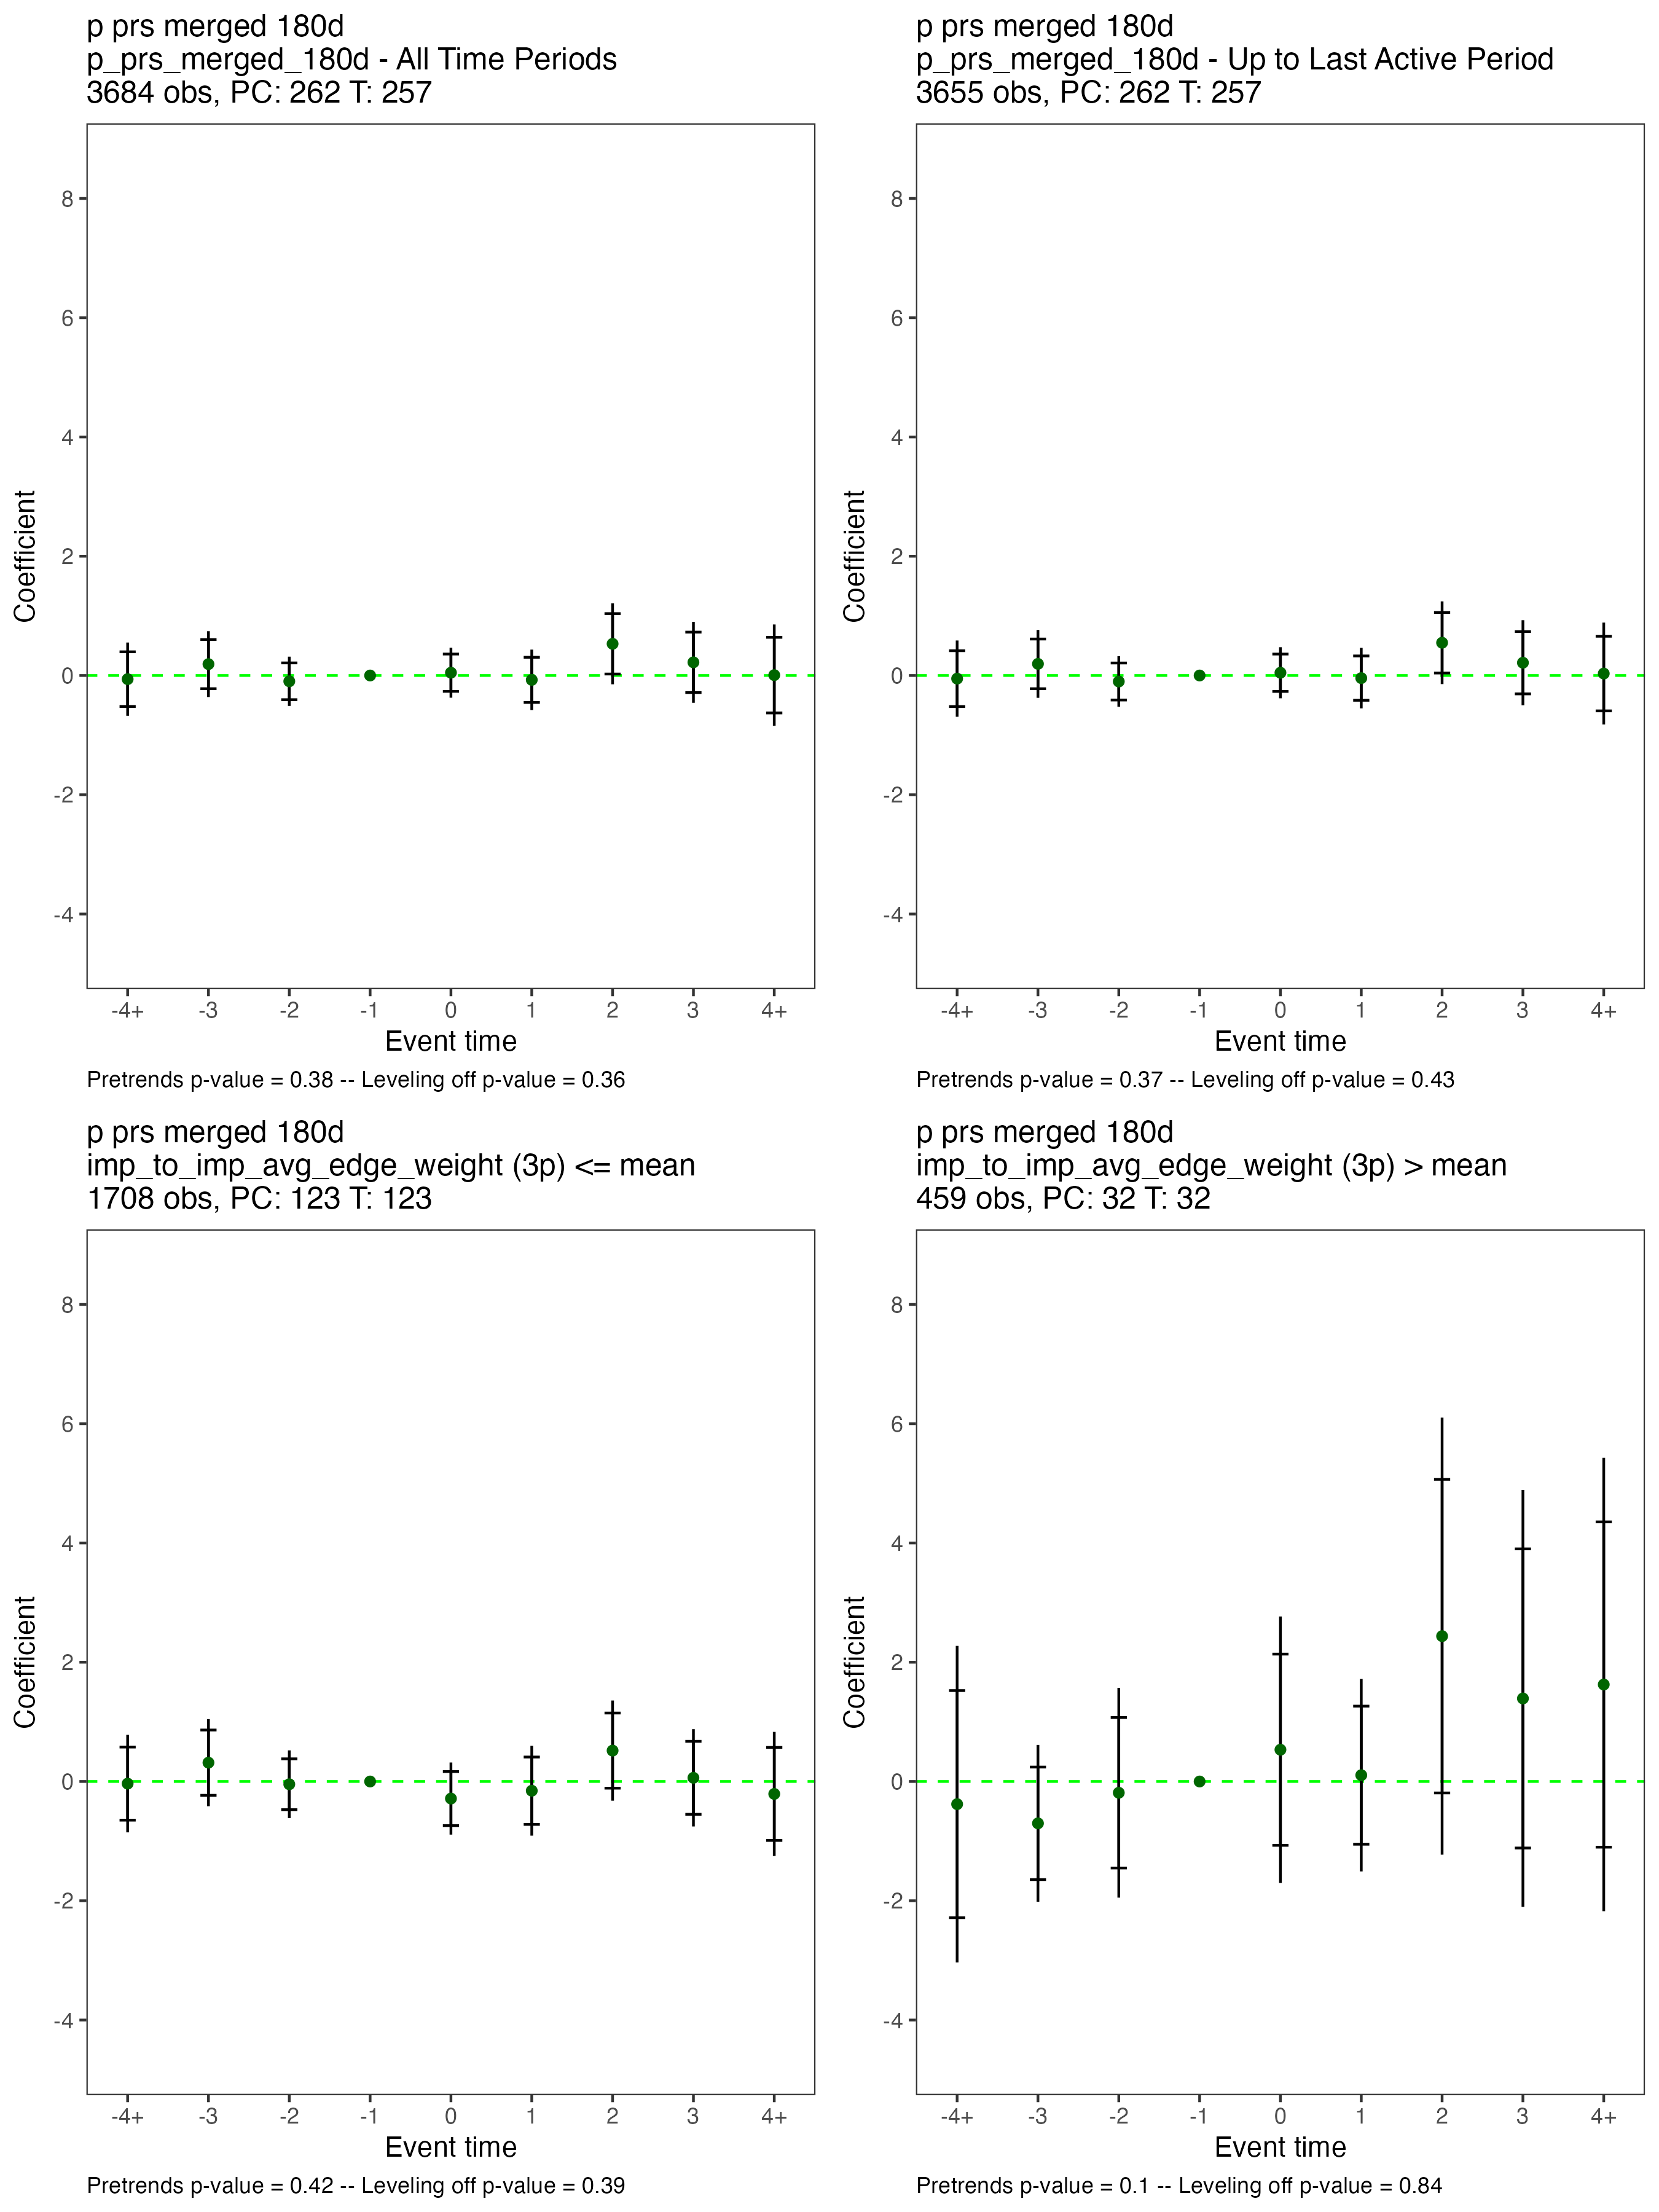 p prs merged 180d
p_prs_merged_180d - All Time Periods
3684 obs, PC: 262 T: 257
Coefficient
8
6
4
2
0
-2
-4
-4+ -3 -2 -1 0 1 2 3 4+
Event time
Pretrends p-value = 0.38 -- Leveling off p-value = 0.36
p prs merged 180d
p_prs_merged_180d - Up to Last Active Period
3655 obs, PC: 262 T: 257
Coefficient
8
6
4
2
0
-2
-4
-4+ -3 -2 -1 0 1 2 3 4+
Event time
Pretrends p-value = 0.37 -- Leveling off p-value = 0.43
p prs merged 180d
imp_to_imp_avg_edge_weight (3p) <= mean
1708 obs, PC: 123 T: 123
Coefficient
8
6
4
2
0
-2
-4
-4+ -3 -2 -1 0 1 2 3 4+
Event time
Pretrends p-value = 0.42 -- Leveling off p-value = 0.39
p prs merged 180d
imp_to_imp_avg_edge_weight (3p) > mean
459 obs, PC: 32 T: 32
Coefficient
8
6
4
2
0
-2
-4
-4+ -3 -2 -1 0 1 2 3 4+
Event time
Pretrends p-value = 0.1 -- Leveling off p-value = 0.84